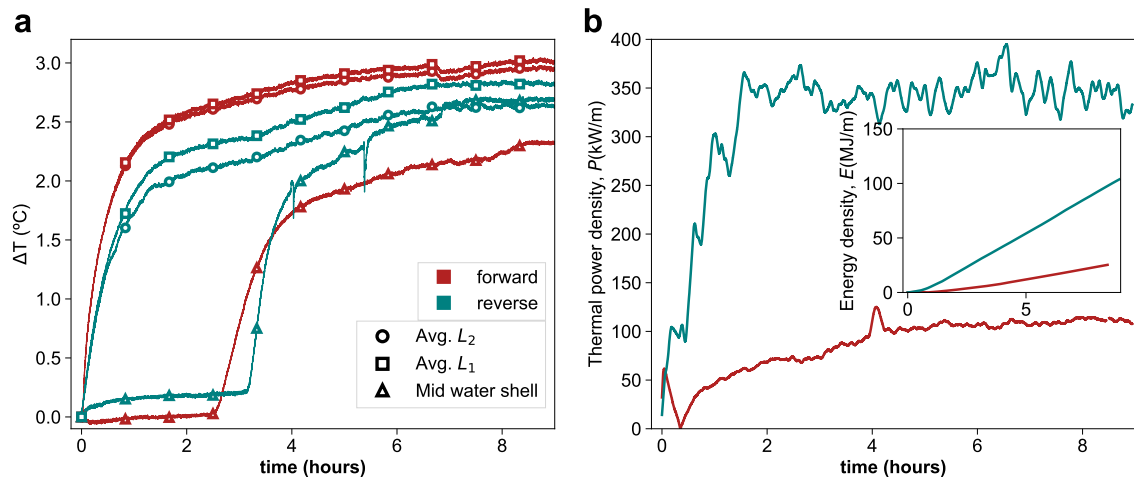 a
ΔT (ºC)
3.0
2.5
2.0
1.5
1.0
0.5
0.0
0
2
4
6
8
time (hours)
forward
reverse
Avg. L₂
Avg. L₁
Mid water shell
b
Thermal power density, P(kW/m)
400
350
300
250
200
150
100
50
0
0
2
4
6
8
time (hours)
Energy density, E(MJ/m)
150
100
50
0
0
5